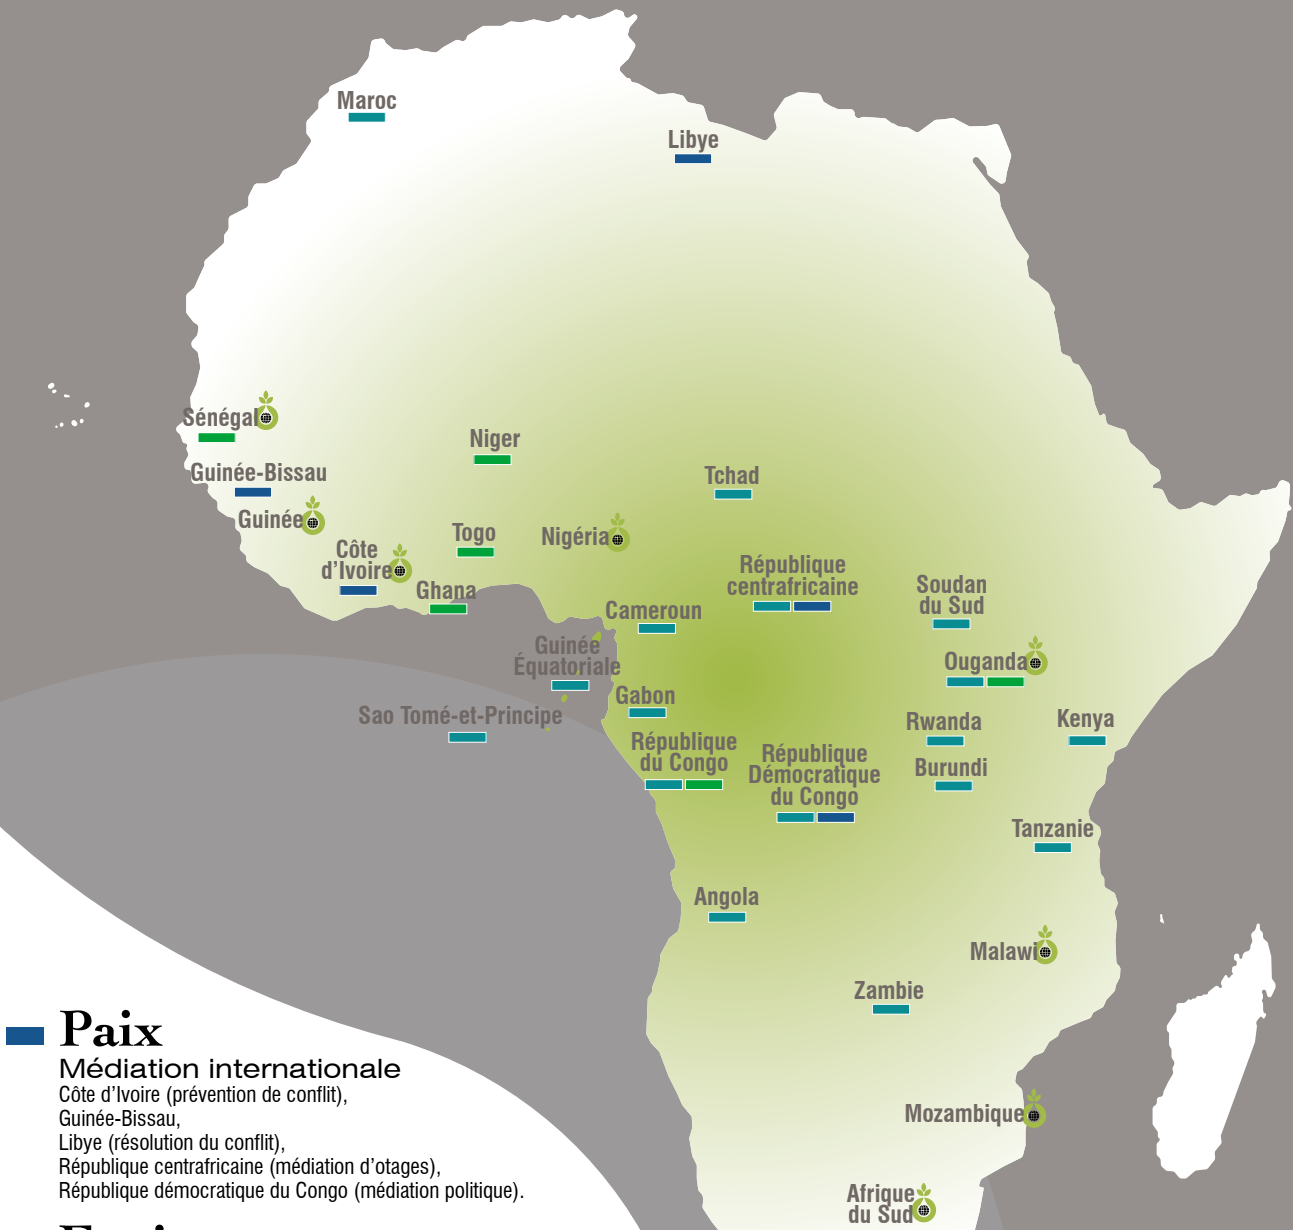 Maroc
Libye
Sénégal
Niger
Guinée-Bissau
Tchad
Guinée
Togo
Nigéria
Côte
d’Ivoire
Ghana
République
centrafricaine
Soudan
du Sud
Cameroun
Guinée
Équatoriale
Ouganda
Gabon
Sao Tomé-et-Principe
Rwanda
Kenya
République
du Congo
République
Démocratique
du Congo
Burundi
Tanzanie
Angola
Malawi
Zambie
Mozambique
Afrique
du Sud
Paix
Médiation internationale
Côte d’Ivoire (prévention de conflit),
Guinée-Bissau,
Libye (résolution du conflit),
République centrafricaine (médiation d’otages),
République démocratique du Congo (médiation politique).